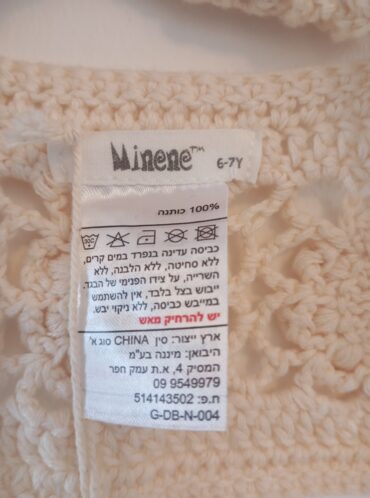 Minene™
6-7Y
100% כותנה
30C
כביסה עדינה בנפרד במים קרים,
ללא סחיטה, ללא הלבנה, ללא
השרייה, על צידו הפנימי של הבגד.
ייבוש בצל בלבד, אין להשתמש
במייבש כביסה, ללא ניקוי יבש.
יש להרחיק מאש
ארץ ייצור: סין CHINA סוג א'
היבואן: מיננה בע"מ
המסיק 4, א.ת עמק חפר
09 9549979
ח.פ: 514143502
G-DB-N-004